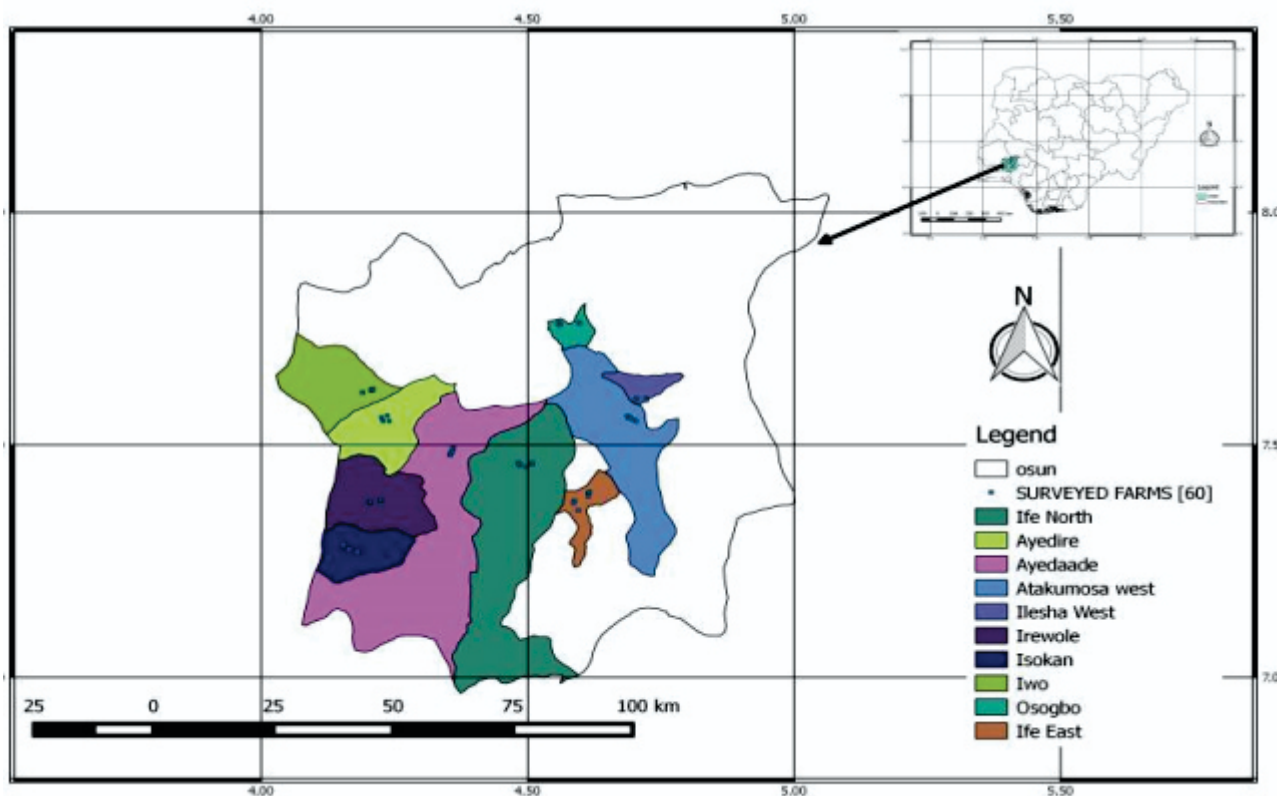 4.00 4.50 5.00 5.50
N
8.0
8.0
N
Legend
osun
SURVEYED FARMS [60]
Ife North
Ayedire
Ayedaade
Atakumosa west
Ilesha West
Irewole
Isokan
Iwo
Osogbo
Ife East
7.5
7.0
25 0 25 50 75 100 km
4.00 4.50 5.00 5.50